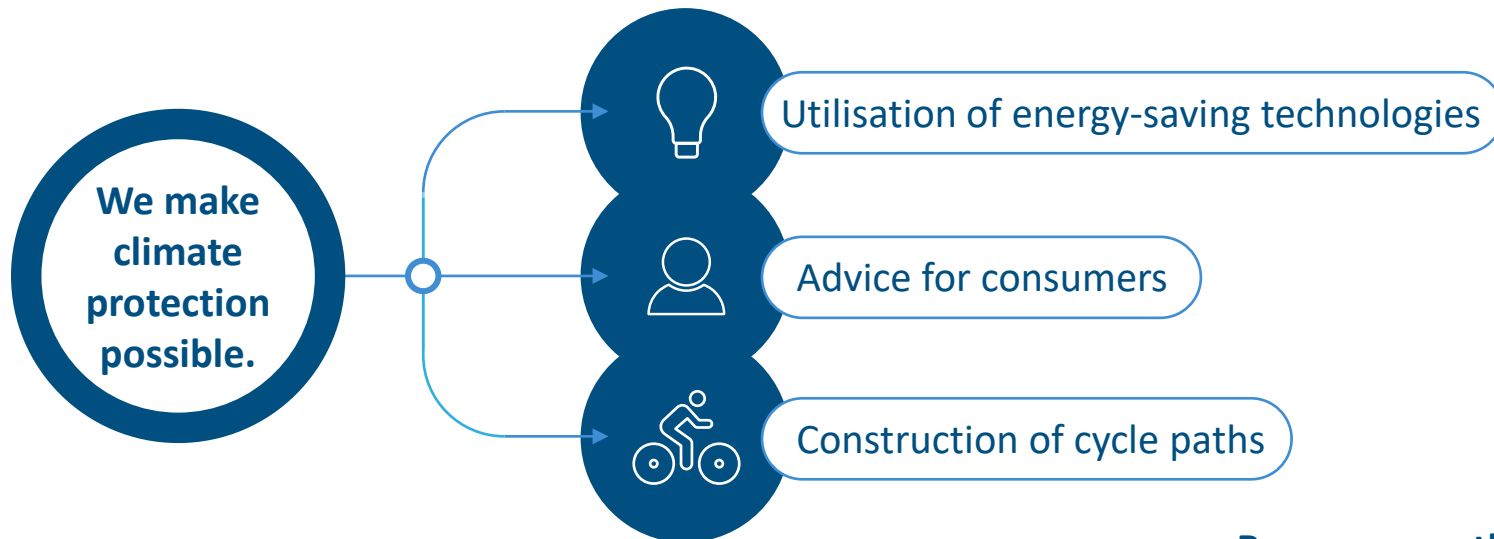 We make
climate
protection
possible.
Utilisation of energy-saving technologies
Advice for consumers
Construction of cycle paths